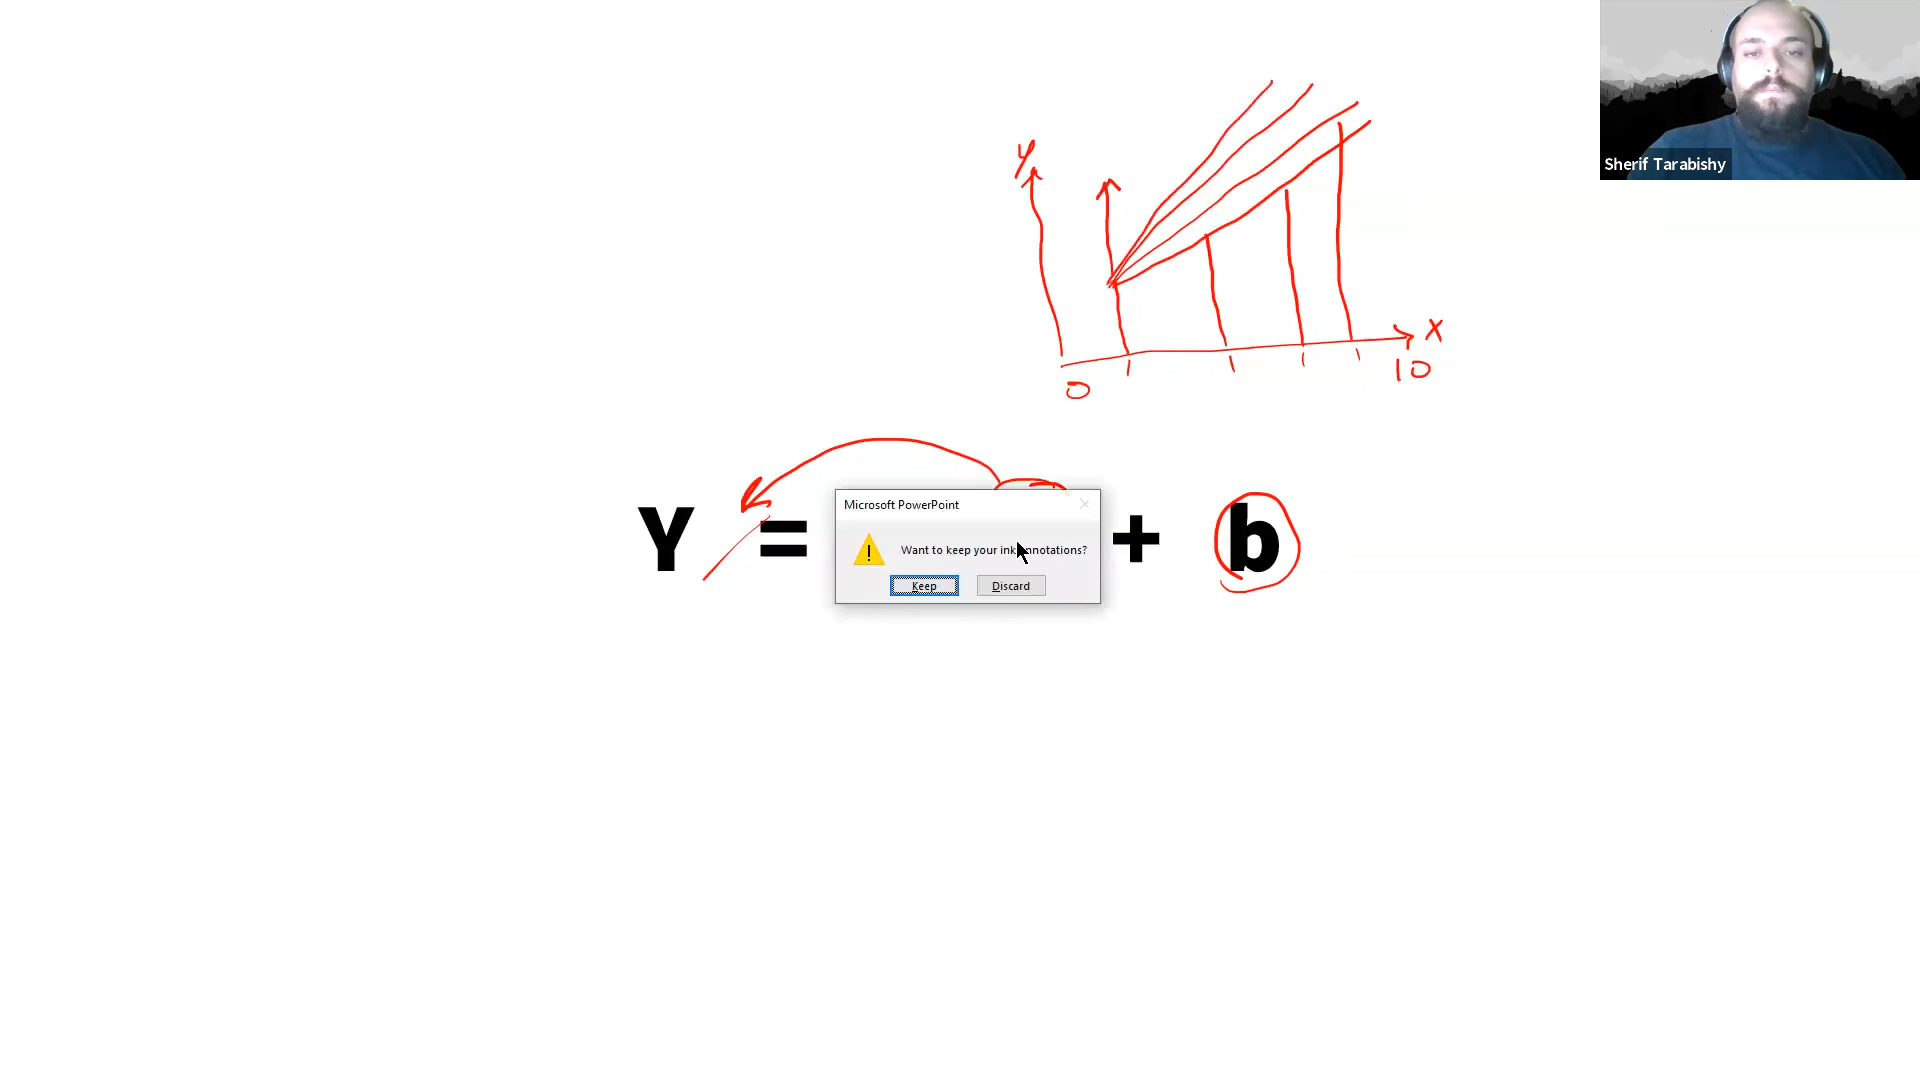 Sherif Tarabishy
y
X
0
10
Y = + b
Microsoft PowerPoint
Want to keep your ink annotations?
Keep
Discard